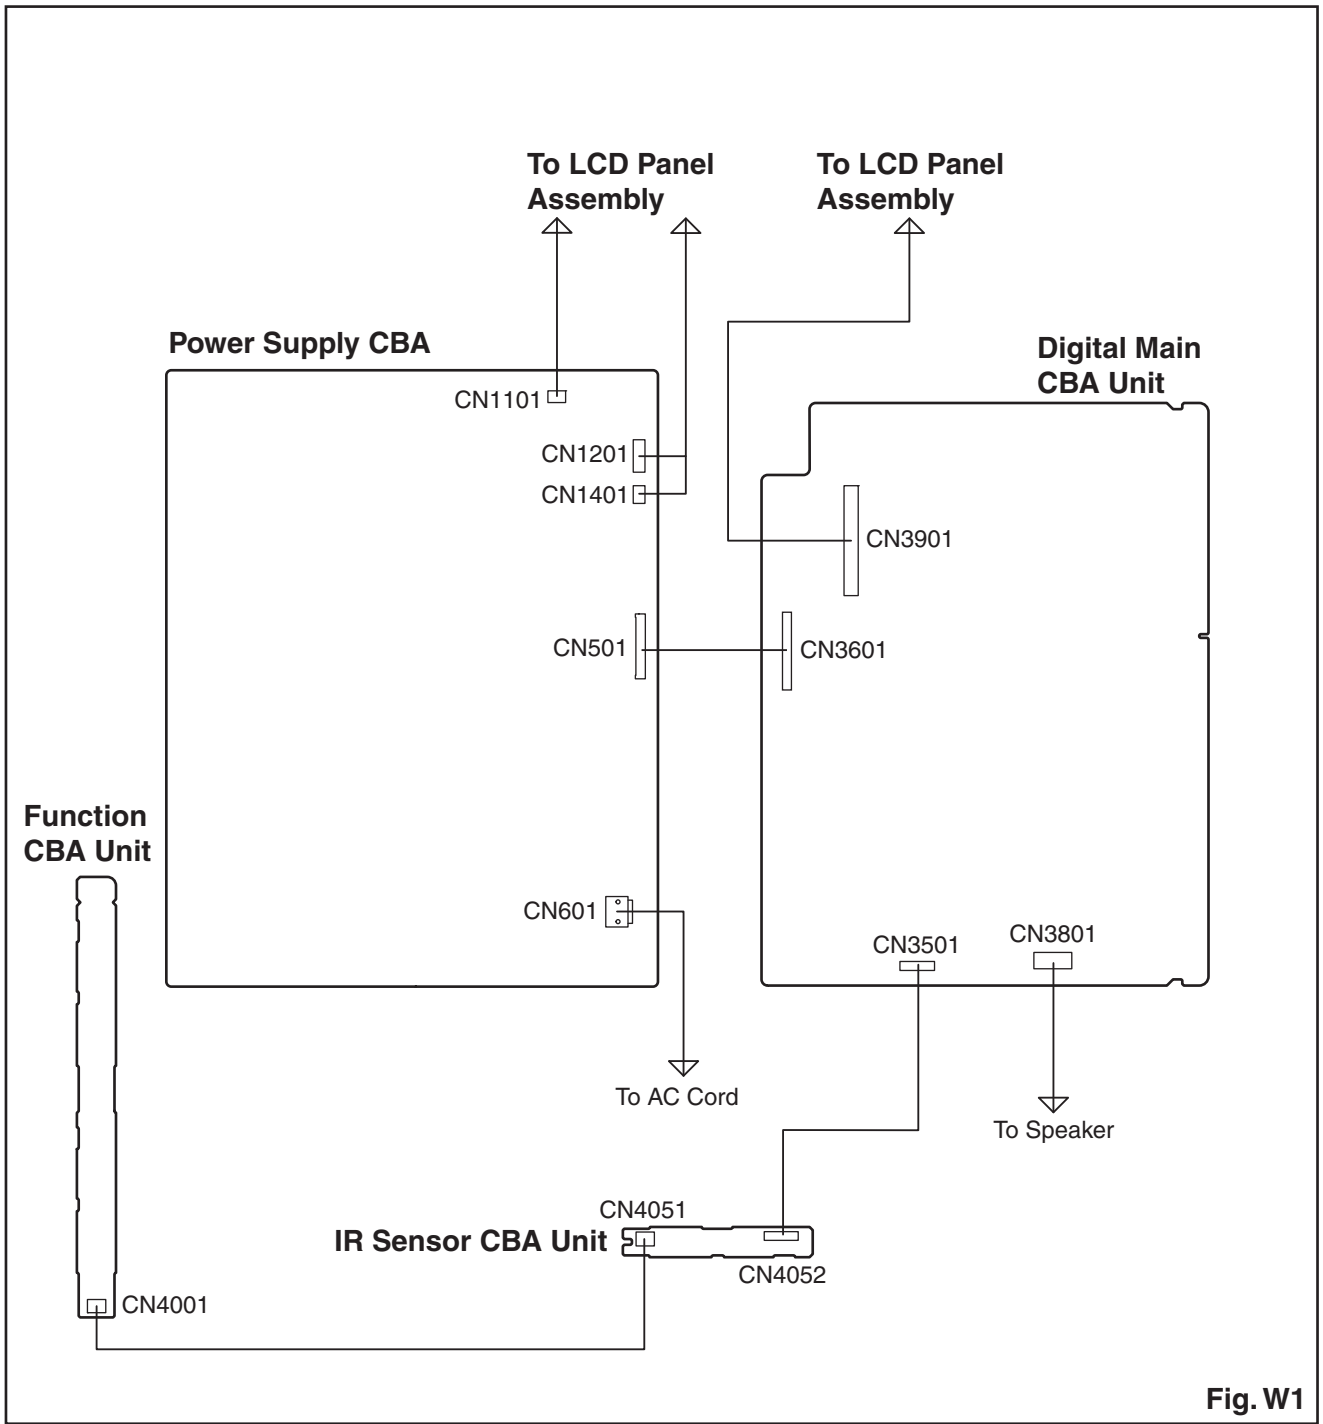 To LCD Panel
Assembly
To LCD Panel
Assembly
Power Supply CBA
Digital Main
CBA Unit
CN1101
CN1201
CN1401
CN3901
CN501
CN3601
Function
CBA Unit
CN601
CN3501
CN3801
To AC Cord
To Speaker
CN4051
IR Sensor CBA Unit
CN4052
CN4001
Fig. W1